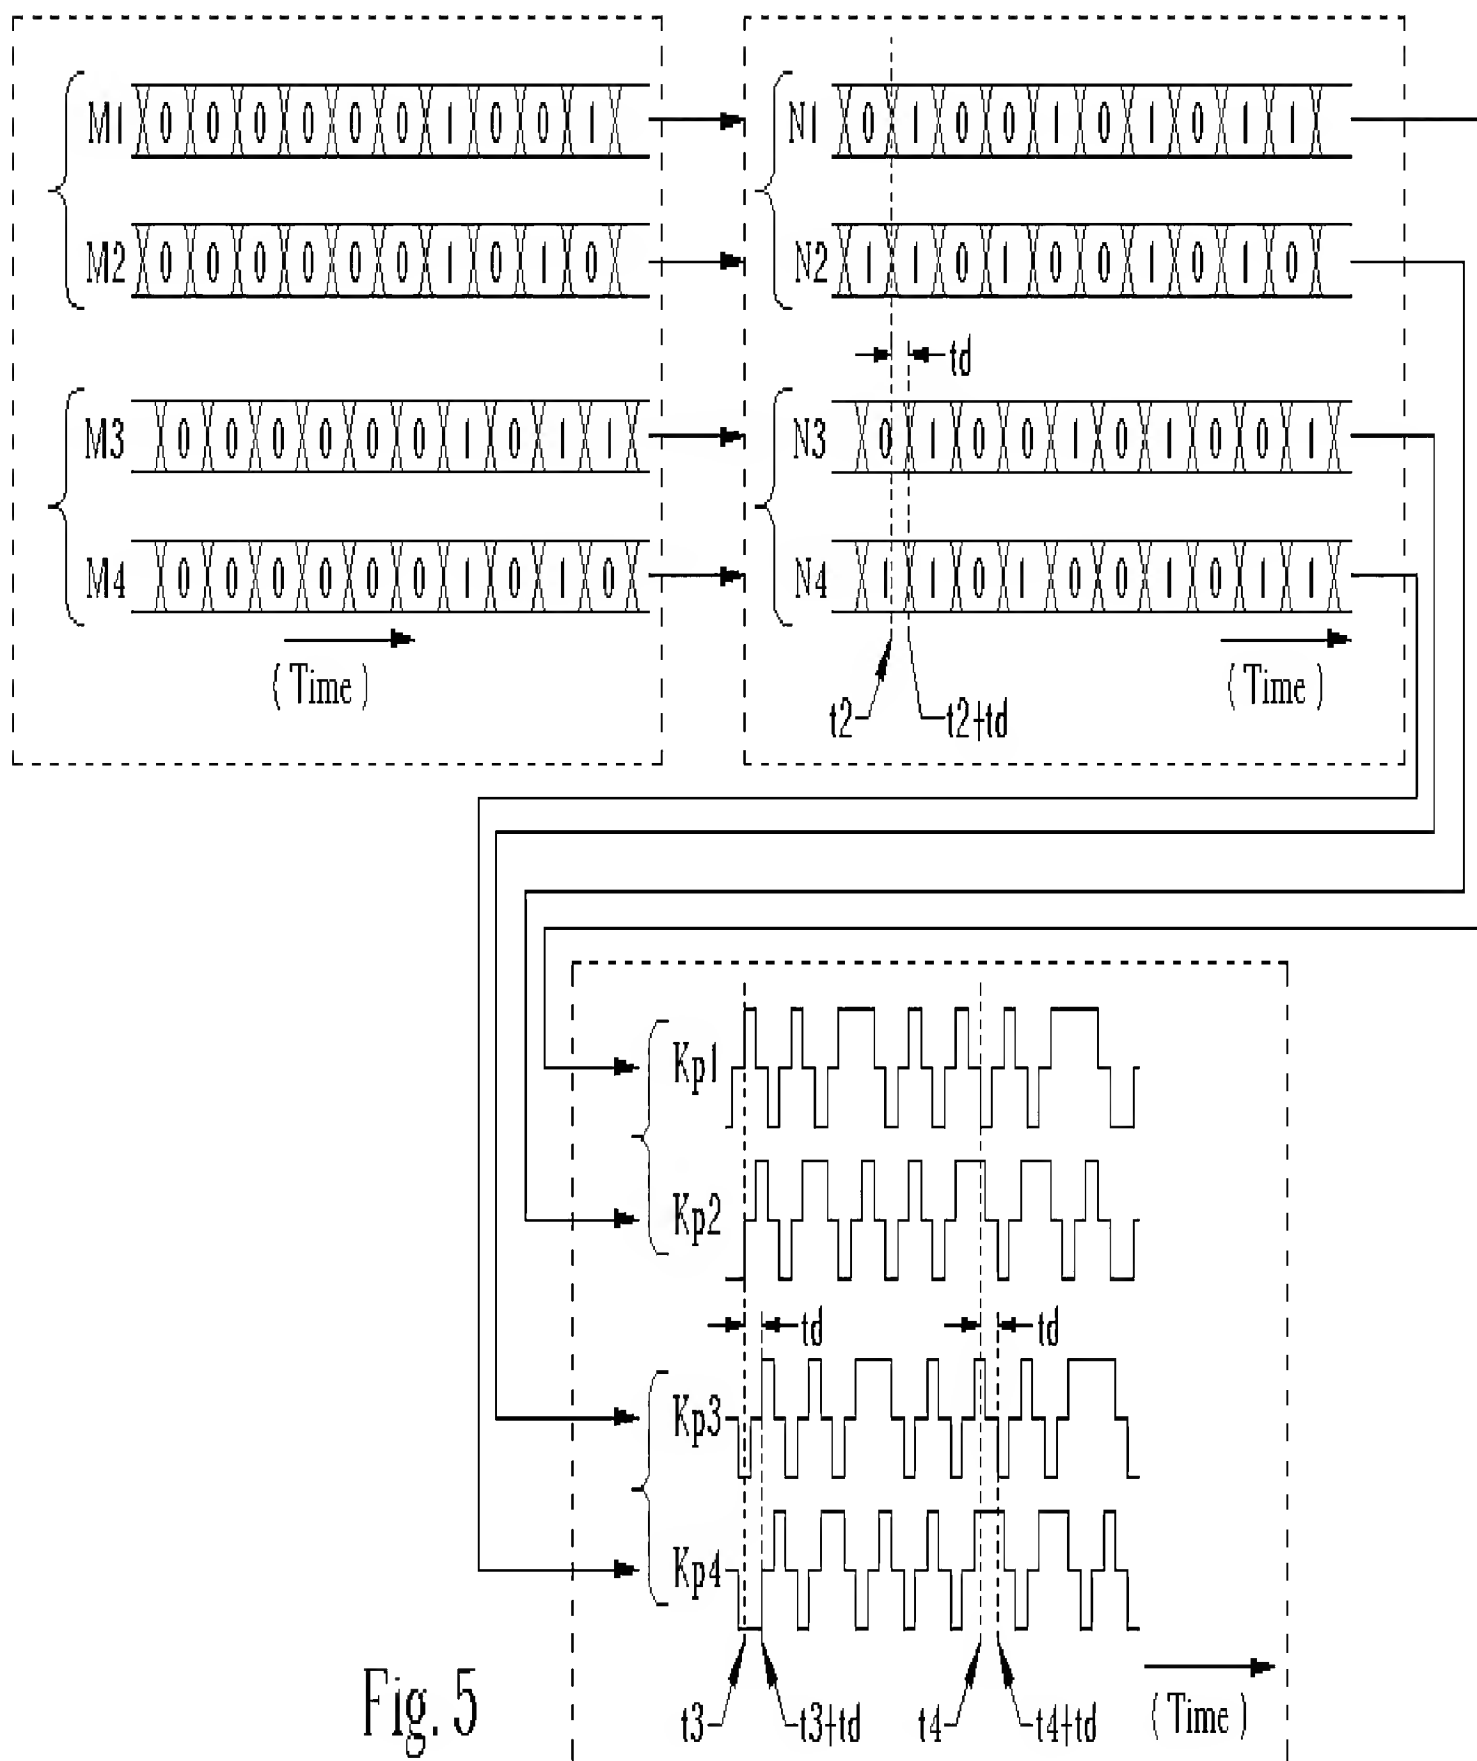 M1 0 0 0 0 0 0 1 0 0 1
M2 0 0 0 0 0 0 1 0 1 0
M3 0 0 0 0 0 0 1 0 1 1
M4 0 0 0 0 0 0 1 0 1 0
(Time)
N1 0 1 0 0 1 0 1 0 1 1
N2 1 1 0 1 0 0 1 0 1 0
td
N3 0 1 0 0 1 0 1 0 0 1
N4 1 1 0 1 0 0 1 0 1 1
t2 t2+td
(Time)
Kp1
Kp2
td td
Kp3
Kp4
t3 t3+td t4 t4+td (Time)
Fig. 5